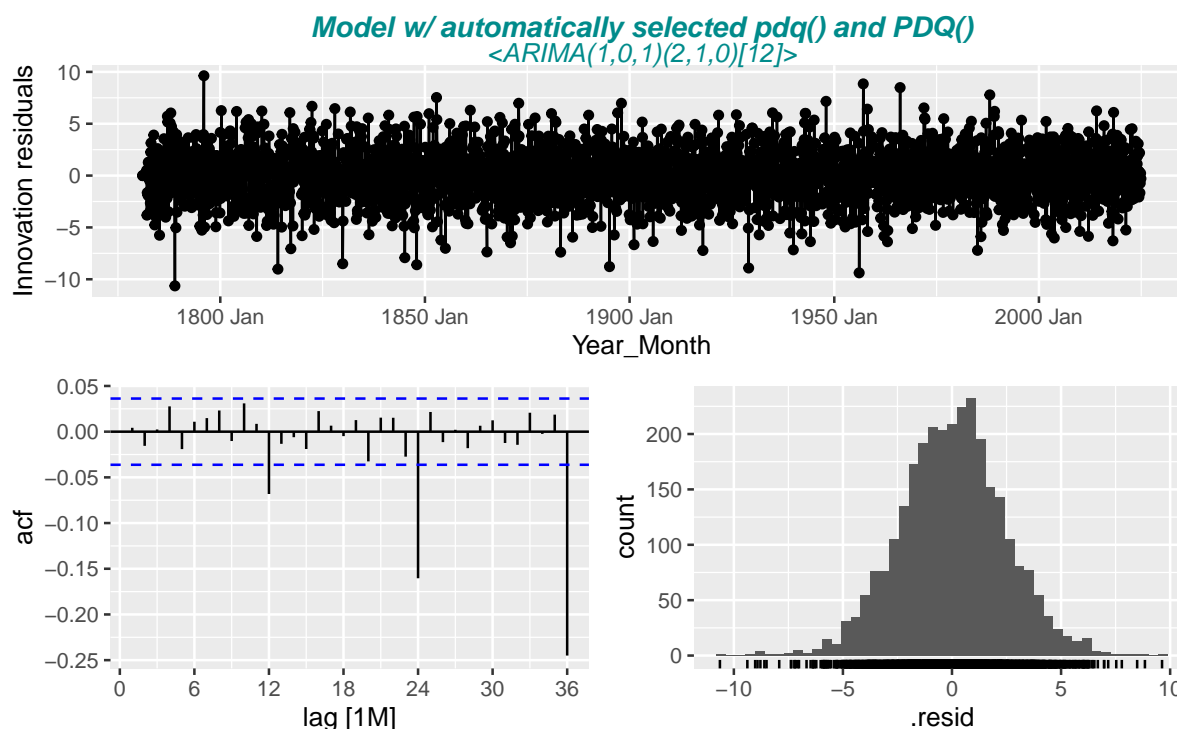 Model w/ automatically selected pdq() and PDQ()
<ARIMA(1,0,1)(2,1,0)[12]>
Innovation residuals
10
5
0
−5
−10
1800 Jan 1850 Jan 1900 Jan 1950 Jan 2000 Jan
Year_Month
acf
0.05
0.00
−0.05
−0.10
−0.15
−0.20
−0.25
0 6 12 18 24 30 36
lag [1M]
count
200
150
100
50
0
−10 −5 0 5 10
.resid